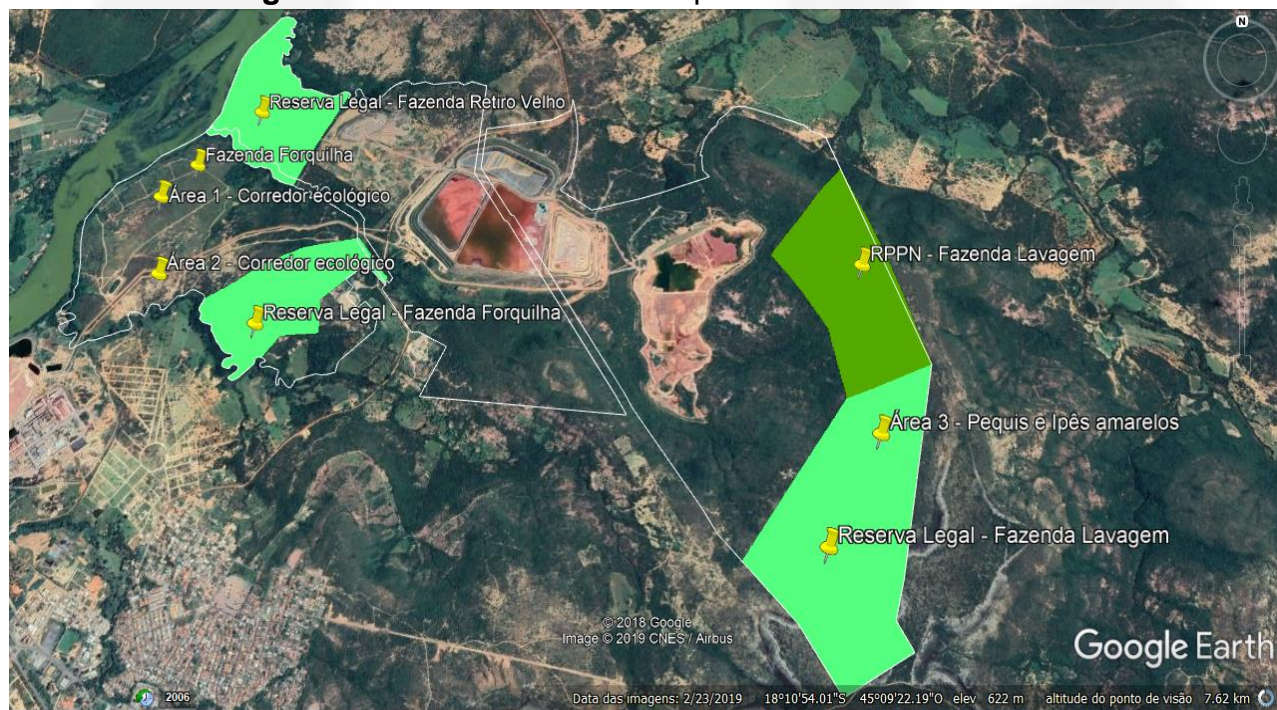 N
Reserva Legal - Fazenda Retiro Velho
Fazenda Forquilha
Área 1 - Corredor ecológico
RPPN - Fazenda Lavagem
Área 2 - Corredor ecológico
Reserva Legal - Fazenda Forquilha
Área 3 - Pequis e Ipês amarelos
Reserva Legal - Fazenda Lavagem
© 2018 Google
Image © 2019 CNES / Airbus
Google Earth
2006
Data das imagens: 2/23/2019 18°10'54.01"S 45°09'22.19"O elev 622 m altitude do ponto de visão 7.62 km